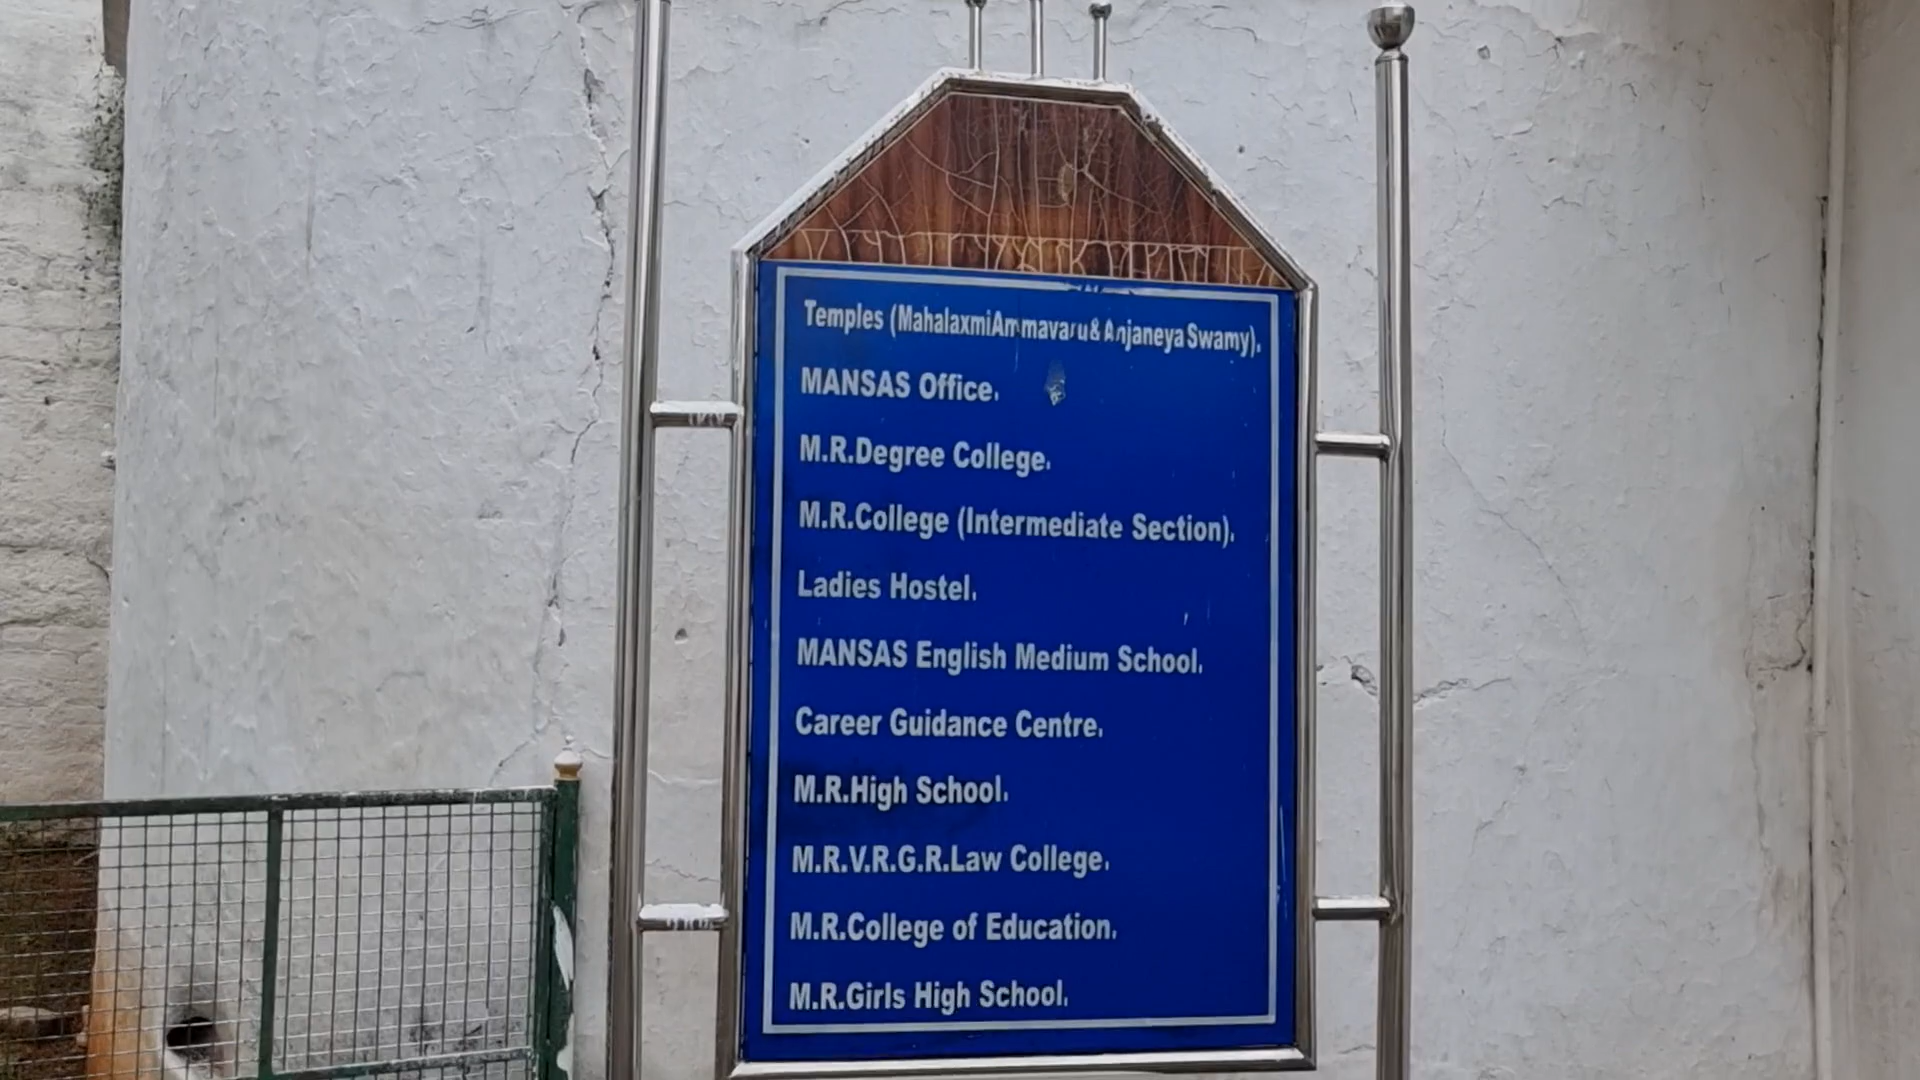 Temples (MahalaxmiAmmavaru & Anjaneya Swamy).
MANSAS Office.
M.R.Degree College.
M.R.College (Intermediate Section).
Ladies Hostel.
MANSAS English Medium School.
Career Guidance Centre.
M.R.High School.
M.R.V.R.G.R.Law College.
M.R.College of Education.
M.R.Girls High School.